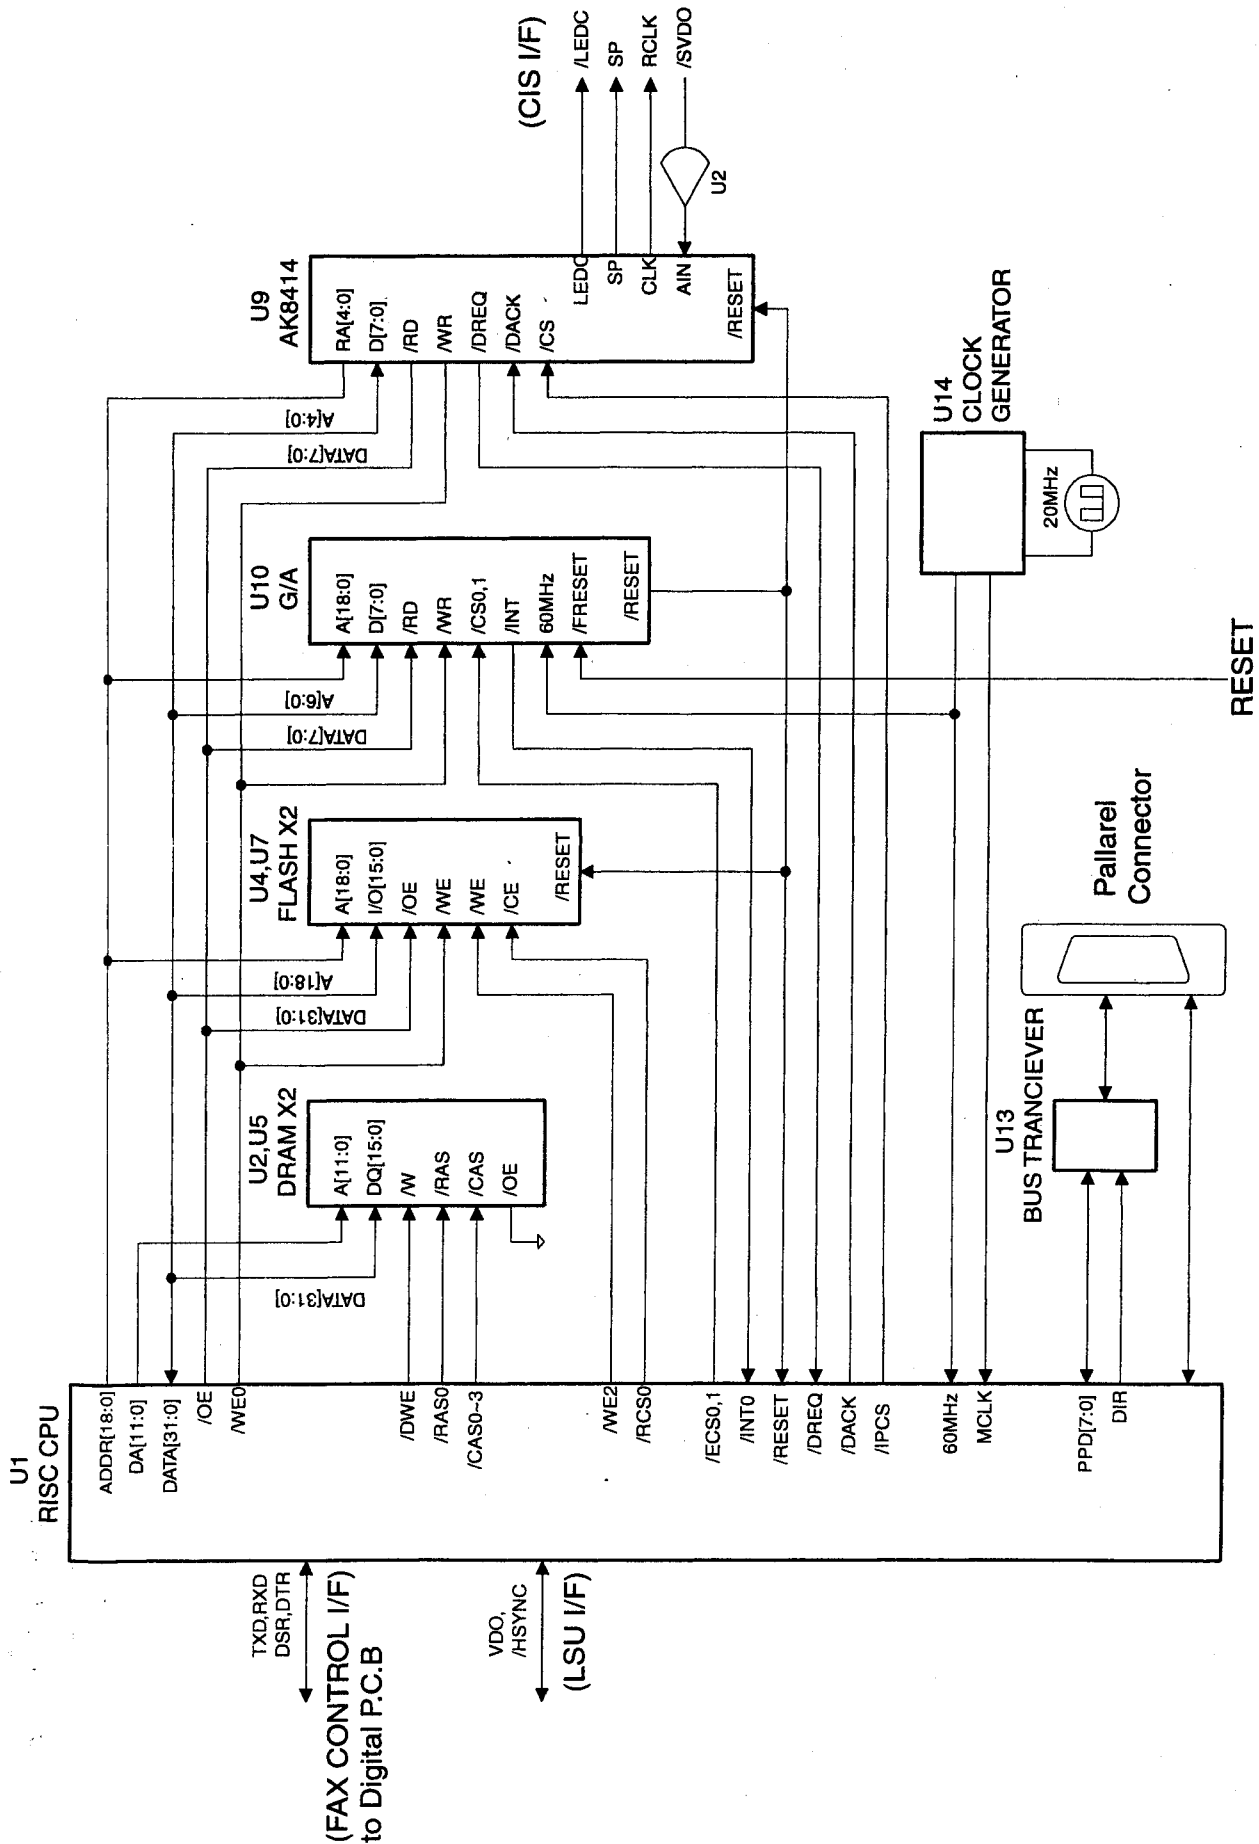 U1
RISC CPU
ADDR[18:0]
DA[11:0]
DATA[31:0]
/OE
/WE0
/DWE
/RAS0
/CAS0~3
/WE2
/RCS0
/ECS0,1
/INT0
/RESET
/DREQ
/DACK
/IPCS
60MHz
MCLK
PPD[7:0]
DIR
TXD,RXD
DSR,DTR
(FAX CONTROL I/F)
to Digital P.C.B
VDO,
/HSYNC
(LSU I/F)
U2,U5
DRAM X2
A[11:0]
DQ[15:0]
/W
/RAS
/CAS
/OE
DATA[31:0]
U4,U7
FLASH X2
A[18:0]
I/O[15:0]
/OE
/WE
/WE
/CE
/RESET
A[18:0]
DATA[31:0]
U10
G/A
A[18:0]
D[7:0]
/RD
/WR
/CS0,1
/INT
60MHz
/FRESET
/RESET
A[6:0]
DATA[7:0]
U9
AK8414
RA[4:0]
D[7:0]
/RD
/WR
/DREQ
/DACK
/CS
LEDC
SP
CLK
AIN
/RESET
A[4:0]
DATA[7:0]
(CIS I/F)
/LEDC
SP
RCLK
/SVDO
U2
U14
CLOCK
GENERATOR
20MHz
RESET
U13
BUS TRANCIEVER
Pallarel
Connector